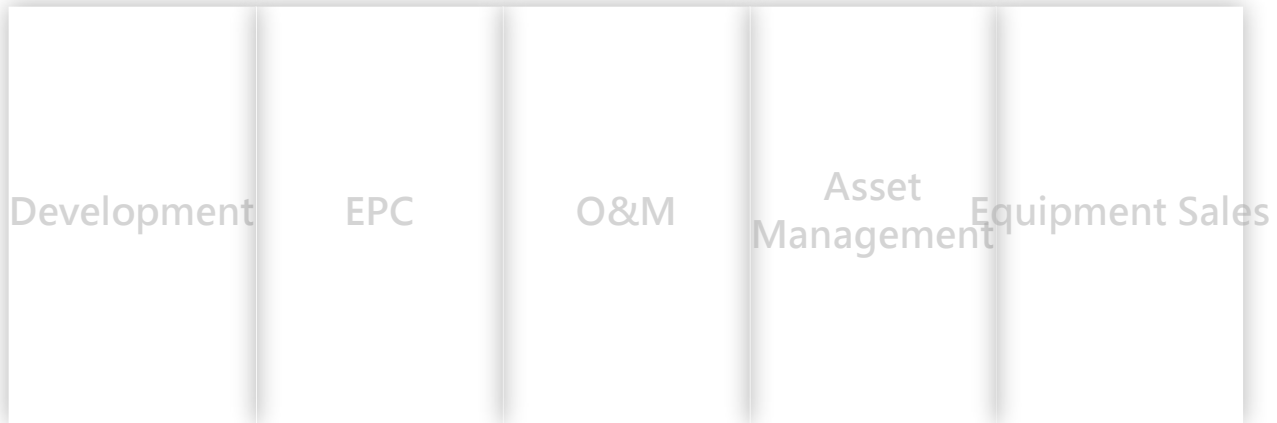 Development
EPC
O&M
Asset
Management
Equipment Sales